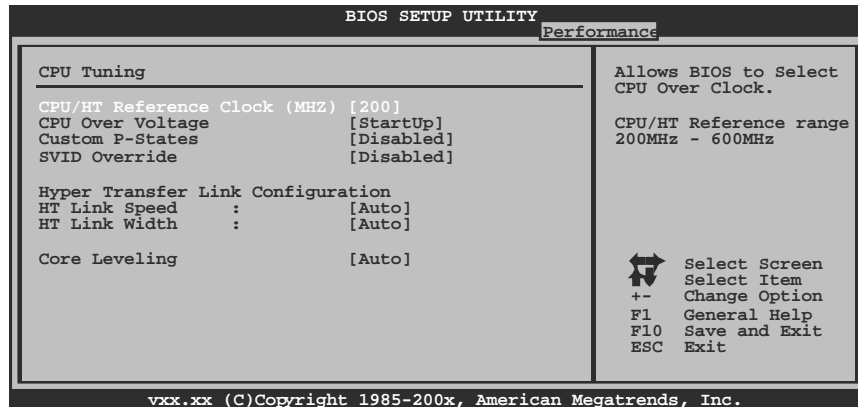 BIOS SETUP UTILITY
Performance
CPU Tuning
CPU/HT Reference Clock (MHZ) [200]
CPU Over Voltage [StartUp]
Custom P-States [Disabled]
SVID Override [Disabled]
Hyper Transfer Link Configuration
HT Link Speed : [Auto]
HT Link Width : [Auto]
Core Leveling [Auto]
Allows BIOS to Select
CPU Over Clock.
CPU/HT Reference range
200MHz - 600MHz
Select Screen
Select Item
+- Change Option
F1 General Help
F10 Save and Exit
ESC Exit
vxx.xx (C)Copyright 1985-200x, American Megatrends, Inc.